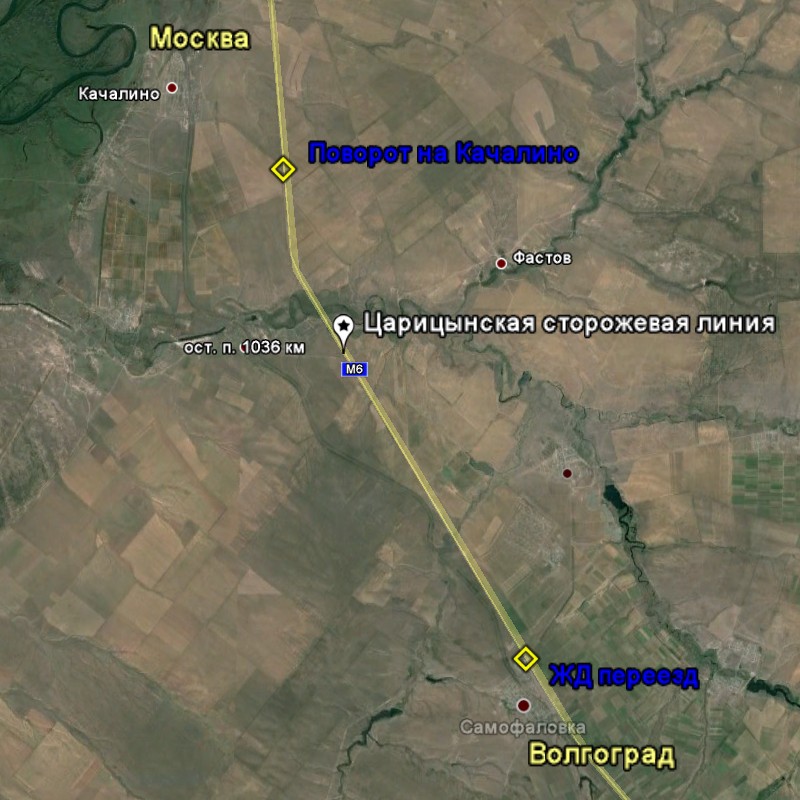 Москва
Качалино
Поворот на Качалино
Фастов
Царицынская сторожевая линия
ост. п. 1036 км
М6
ЖД переезд
Самофаловка
Волгоград